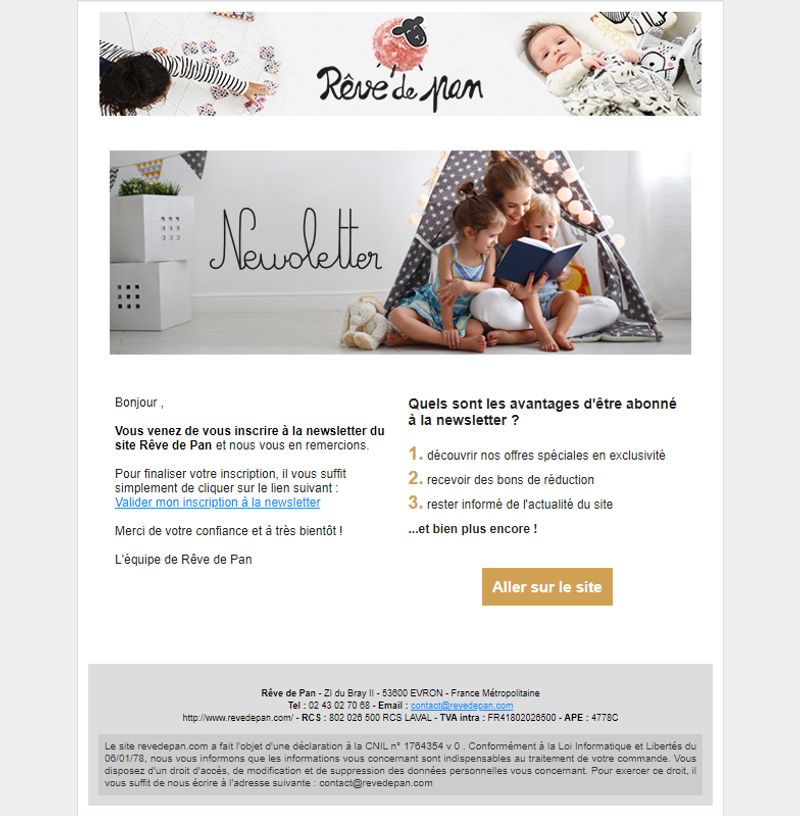 Rêve de pan
Newsletter
Bonjour ,
Vous venez de vous inscrire à la newsletter du
site Rêve de Pan et nous vous en remercions.
Pour finaliser votre inscription, il vous suffit
simplement de cliquer sur le lien suivant :
Valider mon inscription à la newsletter
Merci de votre confiance et à très bientôt !
L'équipe de Rêve de Pan
Quels sont les avantages d'être abonné
à la newsletter ?
1. découvrir nos offres spéciales en exclusivité
2. recevoir des bons de réduction
3. rester informé de l'actualité du site
...et bien plus encore !
Aller sur le site
Rêve de Pan - ZI du Bray II - 53600 EVRON - France Métropolitaine
Tel : 02 43 02 70 68 - Email : contact@revedepan.com
http://www.revedepan.com/ - RCS : 802 026 500 RCS LAVAL - TVA intra : FR41802026500 - APE : 4778C
Le site revedepan.com a fait l'objet d'une déclaration à la CNIL n° 1764354 v 0 . Conformément à la Loi Informatique et Libertés du
06/01/78, nous vous informons que les informations vous concernant sont indispensables au traitement de votre commande. Vous
disposez d'un droit d'accès, de modification et de suppression des données personnelles vous concernant. Pour exercer ce droit, il
vous suffit de nous écrire à l'adresse suivante : contact@revedepan.com